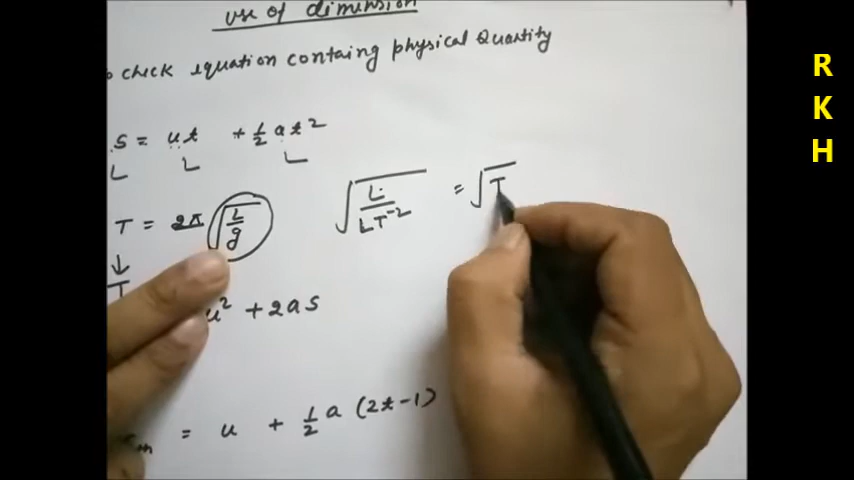 use of dimension
check equation containg physical Quantity
S = ut + 1/2 at²
L L L
T = 2π √(L/g) √(L/LT⁻²) = √T
↓
T
u² + 2as
= u + 1/2 a (2t-1)
R
K
H